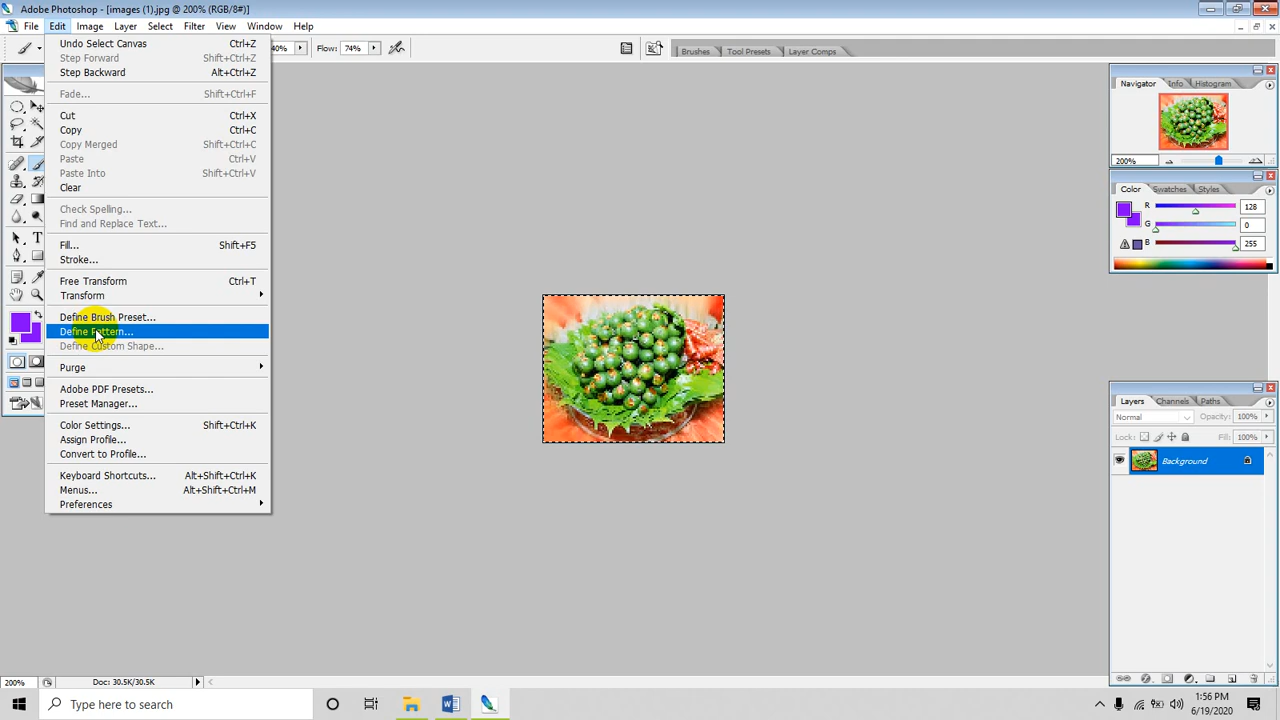 Adobe Photoshop - [images (1).jpg @ 200% (RGB/8#)]
File Edit Image Layer Select Filter View Window Help
40% Flow: 74% Brushes Tool Presets Layer Comps
Undo Select Canvas Ctrl+Z
Step Forward Shift+Ctrl+Z
Step Backward Alt+Ctrl+Z
Fade... Shift+Ctrl+F
Cut Ctrl+X
Copy Ctrl+C
Copy Merged Shift+Ctrl+C
Paste Ctrl+V
Paste Into Shift+Ctrl+V
Clear
Check Spelling...
Find and Replace Text...
Fill... Shift+F5
Stroke...
Free Transform Ctrl+T
Transform
Define Brush Preset...
Define Pattern...
Define Custom Shape...
Purge
Adobe PDF Presets...
Preset Manager...
Color Settings... Shift+Ctrl+K
Assign Profile...
Convert to Profile...
Keyboard Shortcuts... Alt+Shift+Ctrl+K
Menus... Alt+Shift+Ctrl+M
Preferences
Navigator Info Histogram
200%
Color Swatches Styles
R 128
G 0
B 255
Layers Channels Paths
Normal Opacity: 100%
Lock: Fill: 100%
Background
200% Doc: 30.5K/30.5K
Type here to search
1:56 PM
6/19/2020